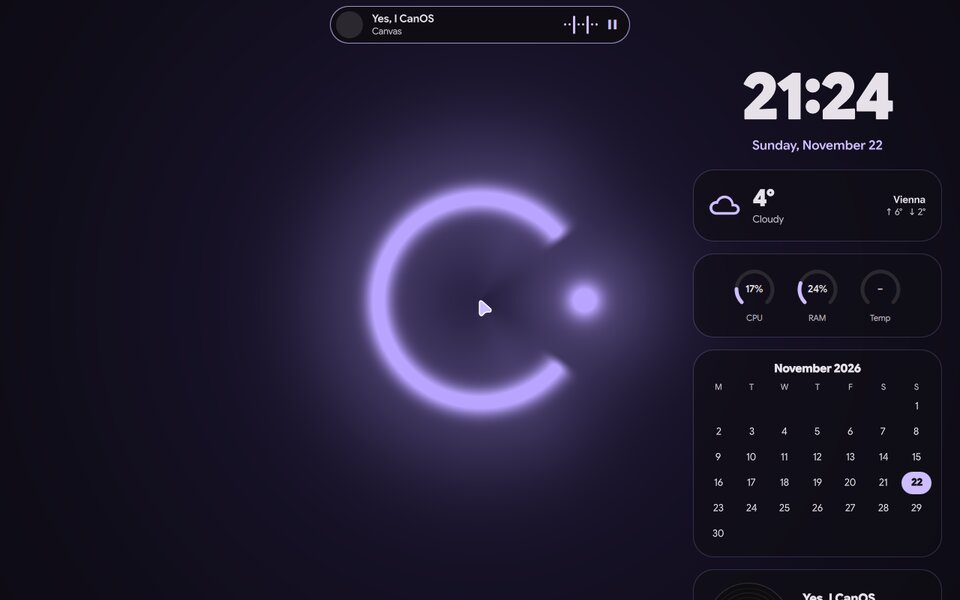 Yes, I CanOS
Canvas
21:24
Sunday, November 22
4°
Cloudy
Vienna
↑ 6° ↓ 2°
17%
24%
-
CPU
RAM
Temp
November 2026
M T W T F S S
1
2 3 4 5 6 7 8
9 10 11 12 13 14 15
16 17 18 19 20 21 22
23 24 25 26 27 28 29
30
Yes, I CanOS